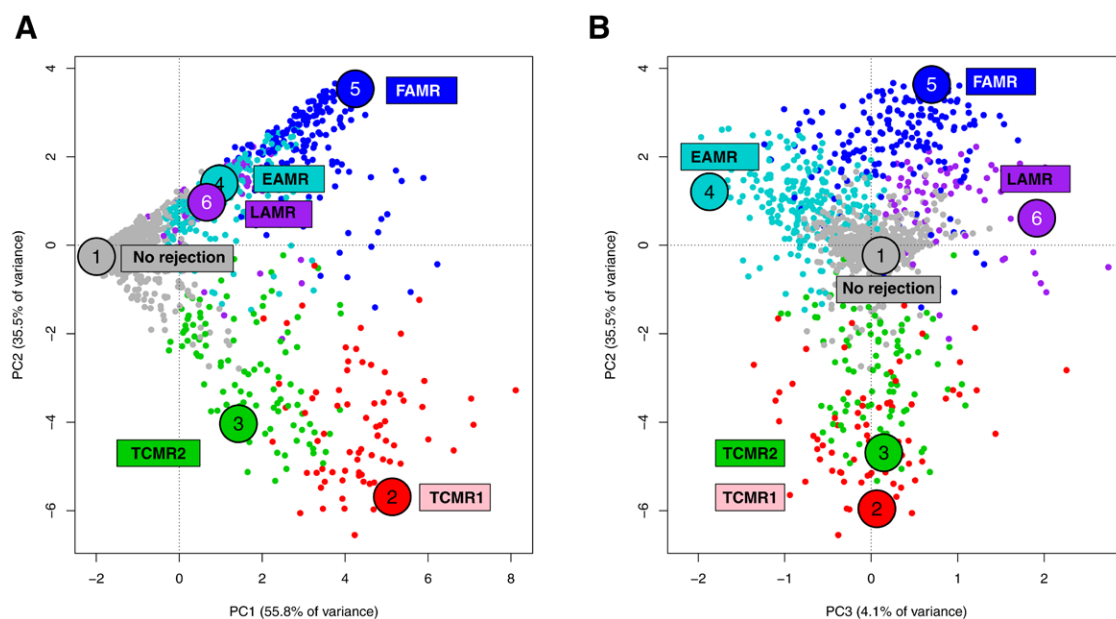 A
4
2
0
−2
−4
−6
PC2 (35.5% of variance)
5
FAMR
4
EAMR
6
LAMR
1
No rejection
3
TCMR2
2
TCMR1
−2
0
2
4
6
8
PC1 (55.8% of variance)
B
4
2
0
−2
−4
−6
PC2 (35.5% of variance)
5
FAMR
EAMR
4
LAMR
6
1
No rejection
TCMR2
3
TCMR1
2
−2
−1
0
1
2
PC3 (4.1% of variance)